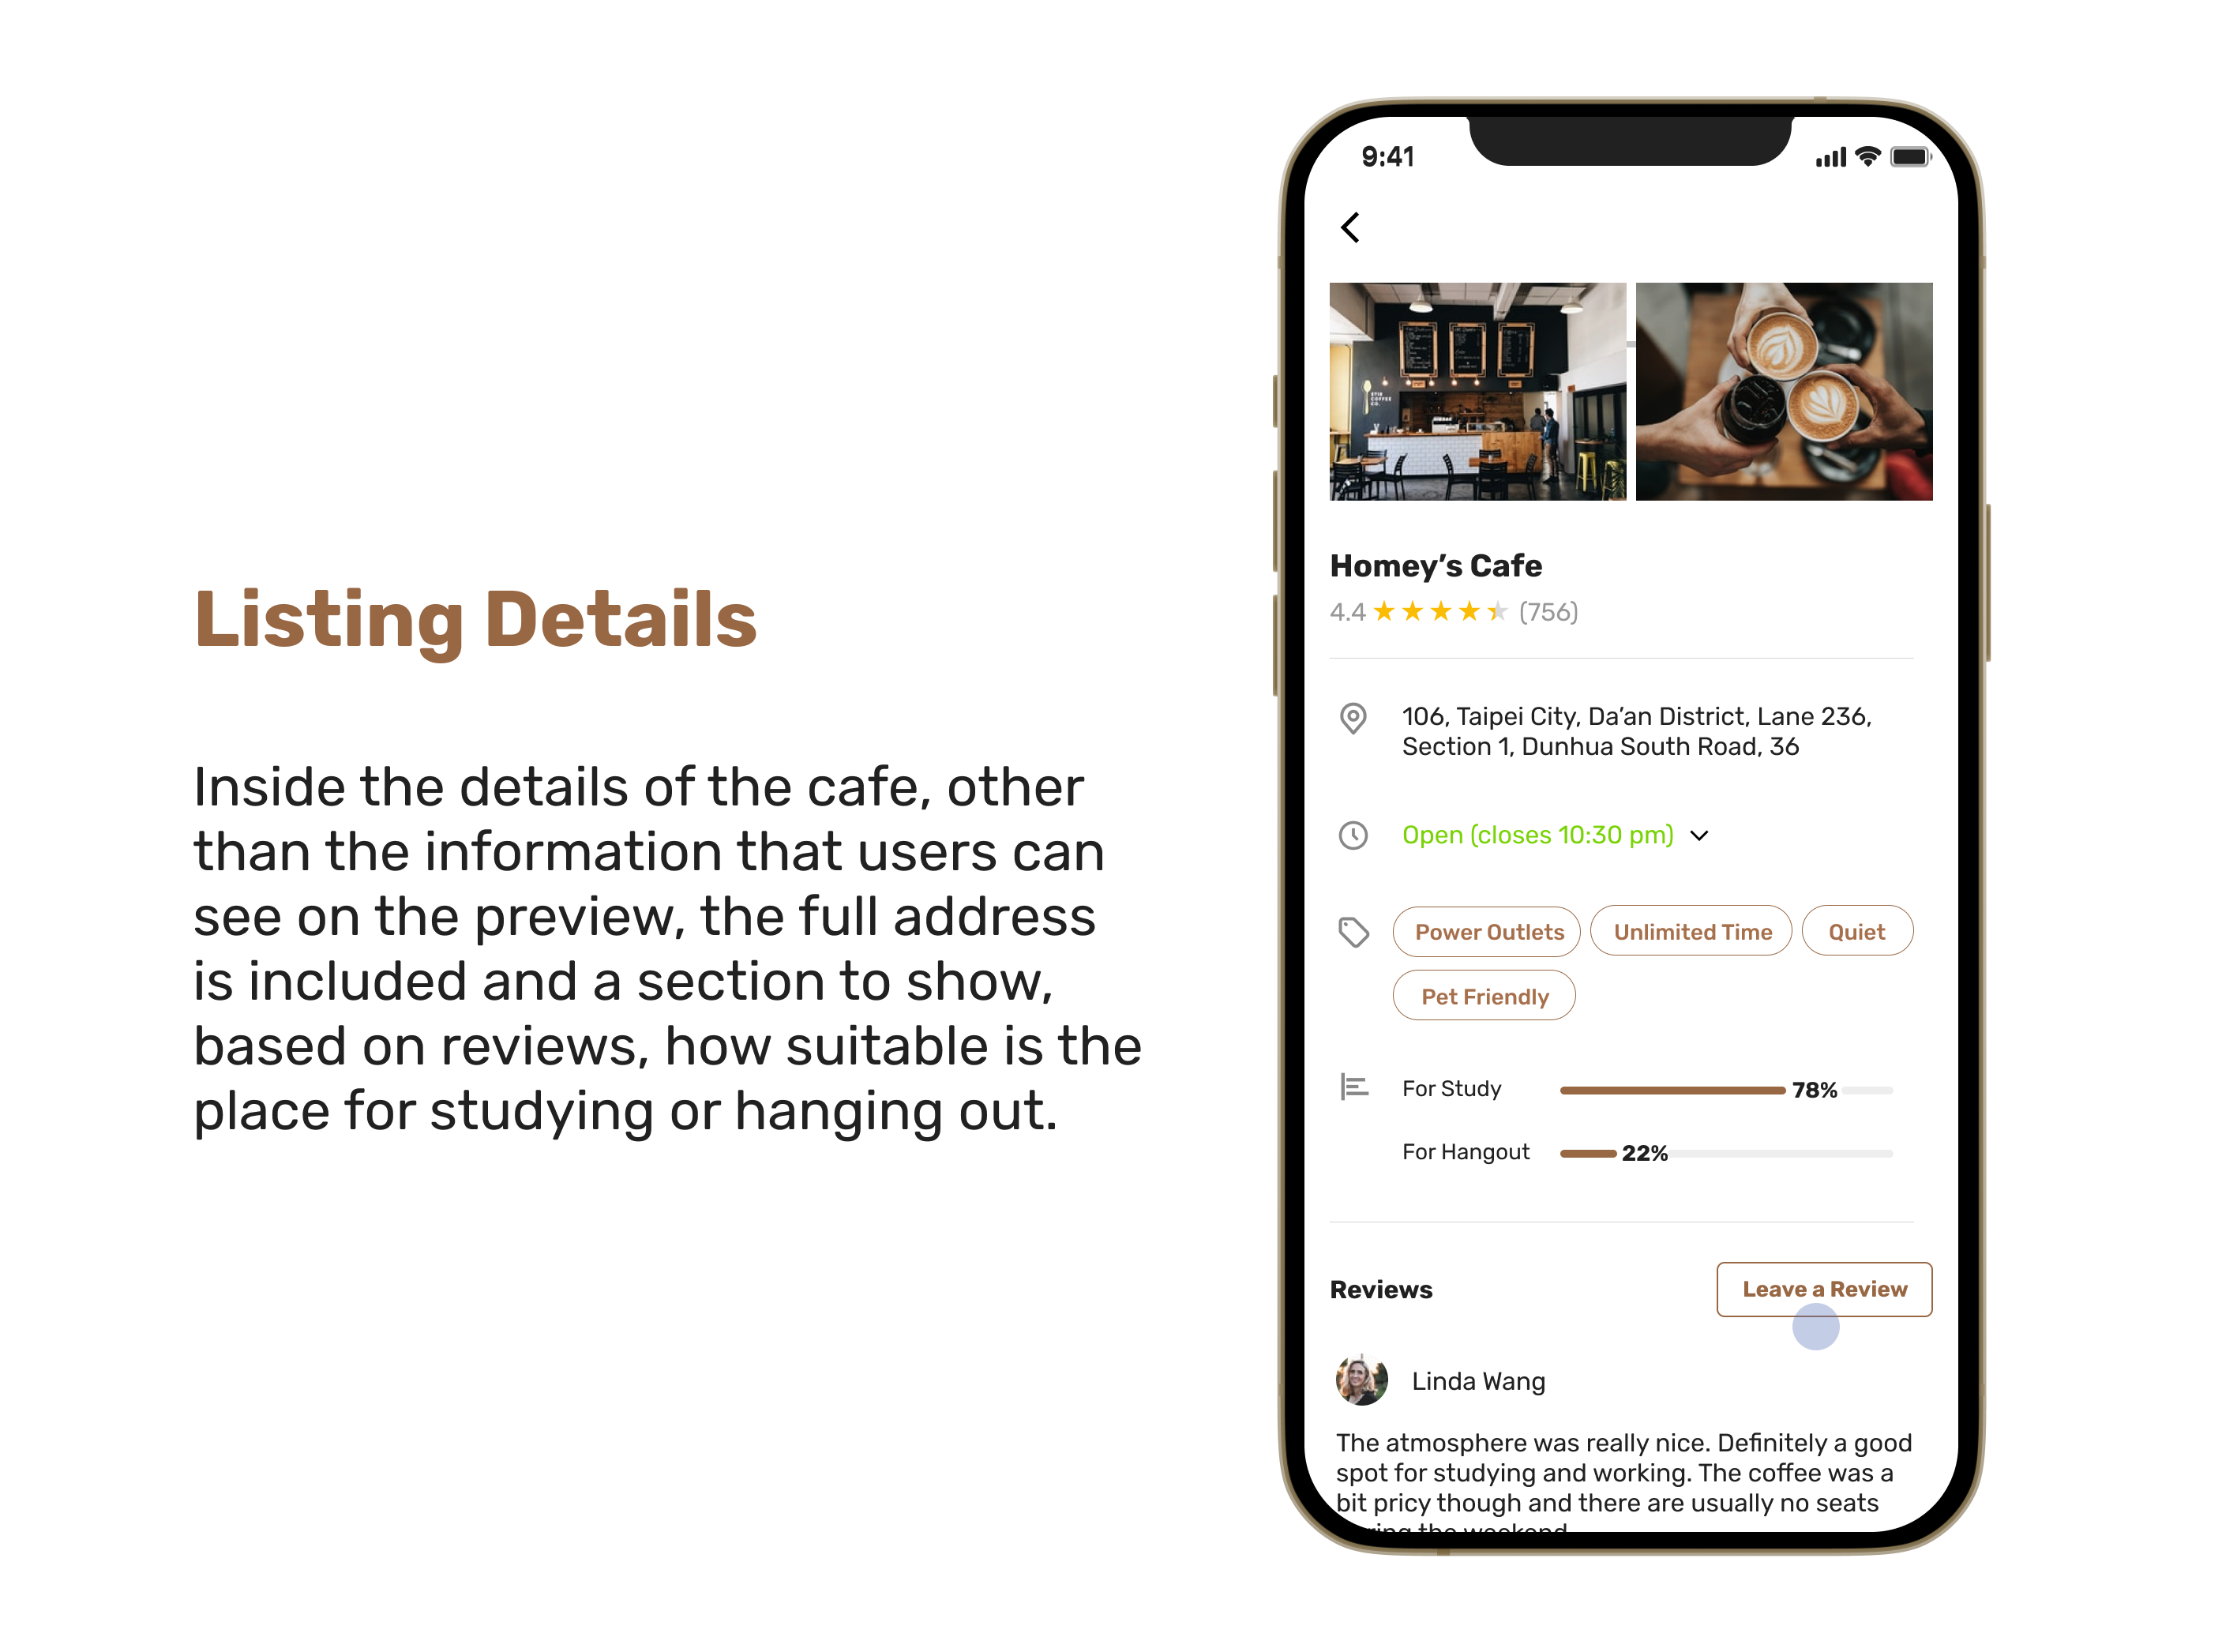 Listing Details
Inside the details of the cafe, other
than the information that users can
see on the preview, the full address
is included and a section to show,
based on reviews, how suitable is the
place for studying or hanging out.
9:41
Homey’s Cafe
4.4 (756)
106, Taipei City, Da’an District, Lane 236,
Section 1, Dunhua South Road, 36
Open (closes 10:30 pm)
Power Outlets Unlimited Time Quiet
Pet Friendly
For Study 78%
For Hangout 22%
Reviews Leave a Review
Linda Wang
The atmosphere was really nice. Definitely a good
spot for studying and working. The coffee was a
bit pricy though and there are usually no seats
the weekend